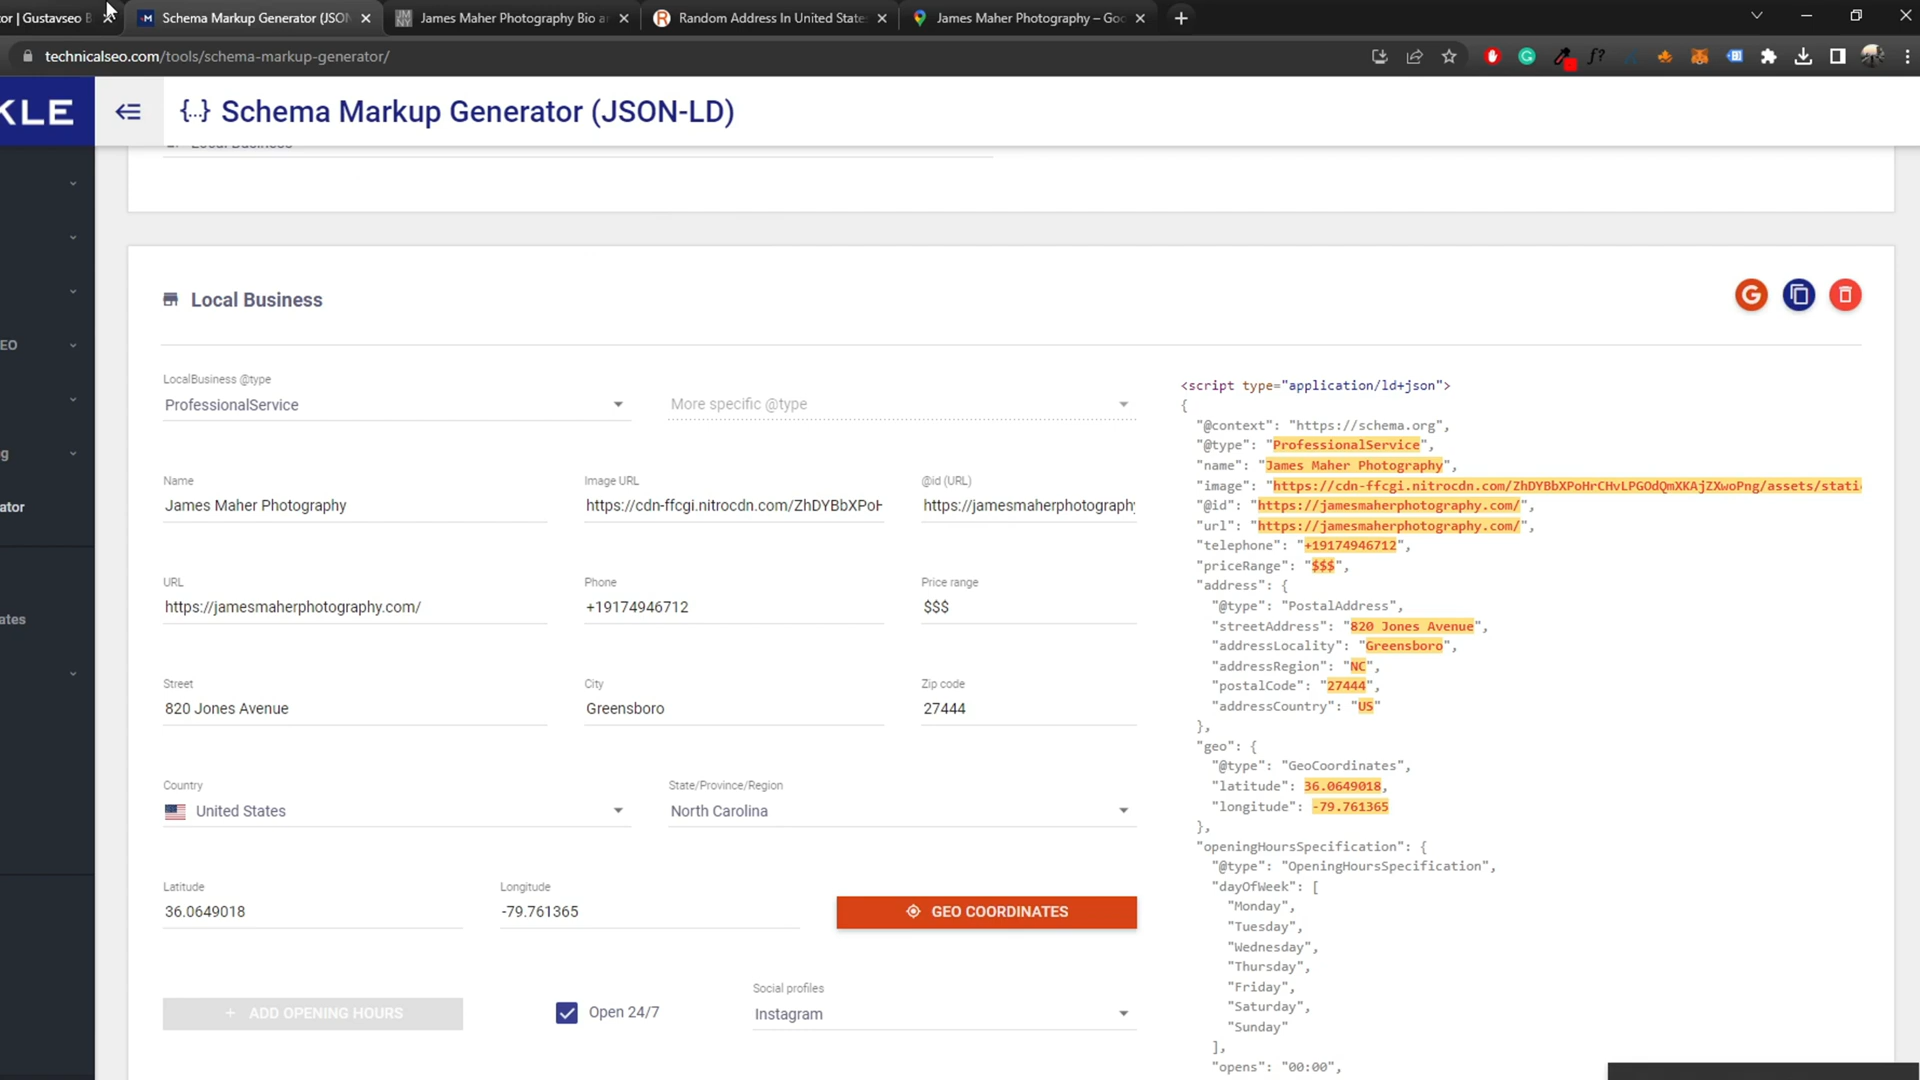 tor | Gustavseo B
Schema Markup Generator (JSON
James Maher Photography Bio a
Random Address In United State
James Maher Photography – Goo
technicalseo.com/tools/schema-markup-generator/
KLE
{...} Schema Markup Generator (JSON-LD)
Local Business
EO
g
ator
ates
Local Business
LocalBusiness @type
ProfessionalService
More specific @type
Name
James Maher Photography
Image URL
https://cdn-ffcgi.nitrocdn.com/ZhDYBbXPoH
@id (URL)
https://jamesmaherphotography
URL
https://jamesmaherphotography.com/
Phone
+19174946712
Price range
$$$
Street
820 Jones Avenue
City
Greensboro
Zip code
27444
Country
United States
State/Province/Region
North Carolina
Latitude
36.0649018
Longitude
-79.761365
GEO COORDINATES
+ ADD OPENING HOURS
Open 24/7
Social profiles
Instagram
<script type="application/ld+json">
{
"@context": "https://schema.org",
"@type": "ProfessionalService",
"name": "James Maher Photography",
"image": "https://cdn-ffcgi.nitrocdn.com/ZhDYBbXPoHrCHvLPGOdQmXKAjZXwoPng/assets/stati
"@id": "https://jamesmaherphotography.com/",
"url": "https://jamesmaherphotography.com/",
"telephone": "+19174946712",
"priceRange": "$$$",
"address": {
"@type": "PostalAddress",
"streetAddress": "820 Jones Avenue",
"addressLocality": "Greensboro",
"addressRegion": "NC",
"postalCode": "27444",
"addressCountry": "US"
},
"geo": {
"@type": "GeoCoordinates",
"latitude": 36.0649018,
"longitude": -79.761365
},
"openingHoursSpecification": {
"@type": "OpeningHoursSpecification",
"dayOfWeek": [
"Monday",
"Tuesday",
"Wednesday",
"Thursday",
"Friday",
"Saturday",
"Sunday"
],
"opens": "00:00",